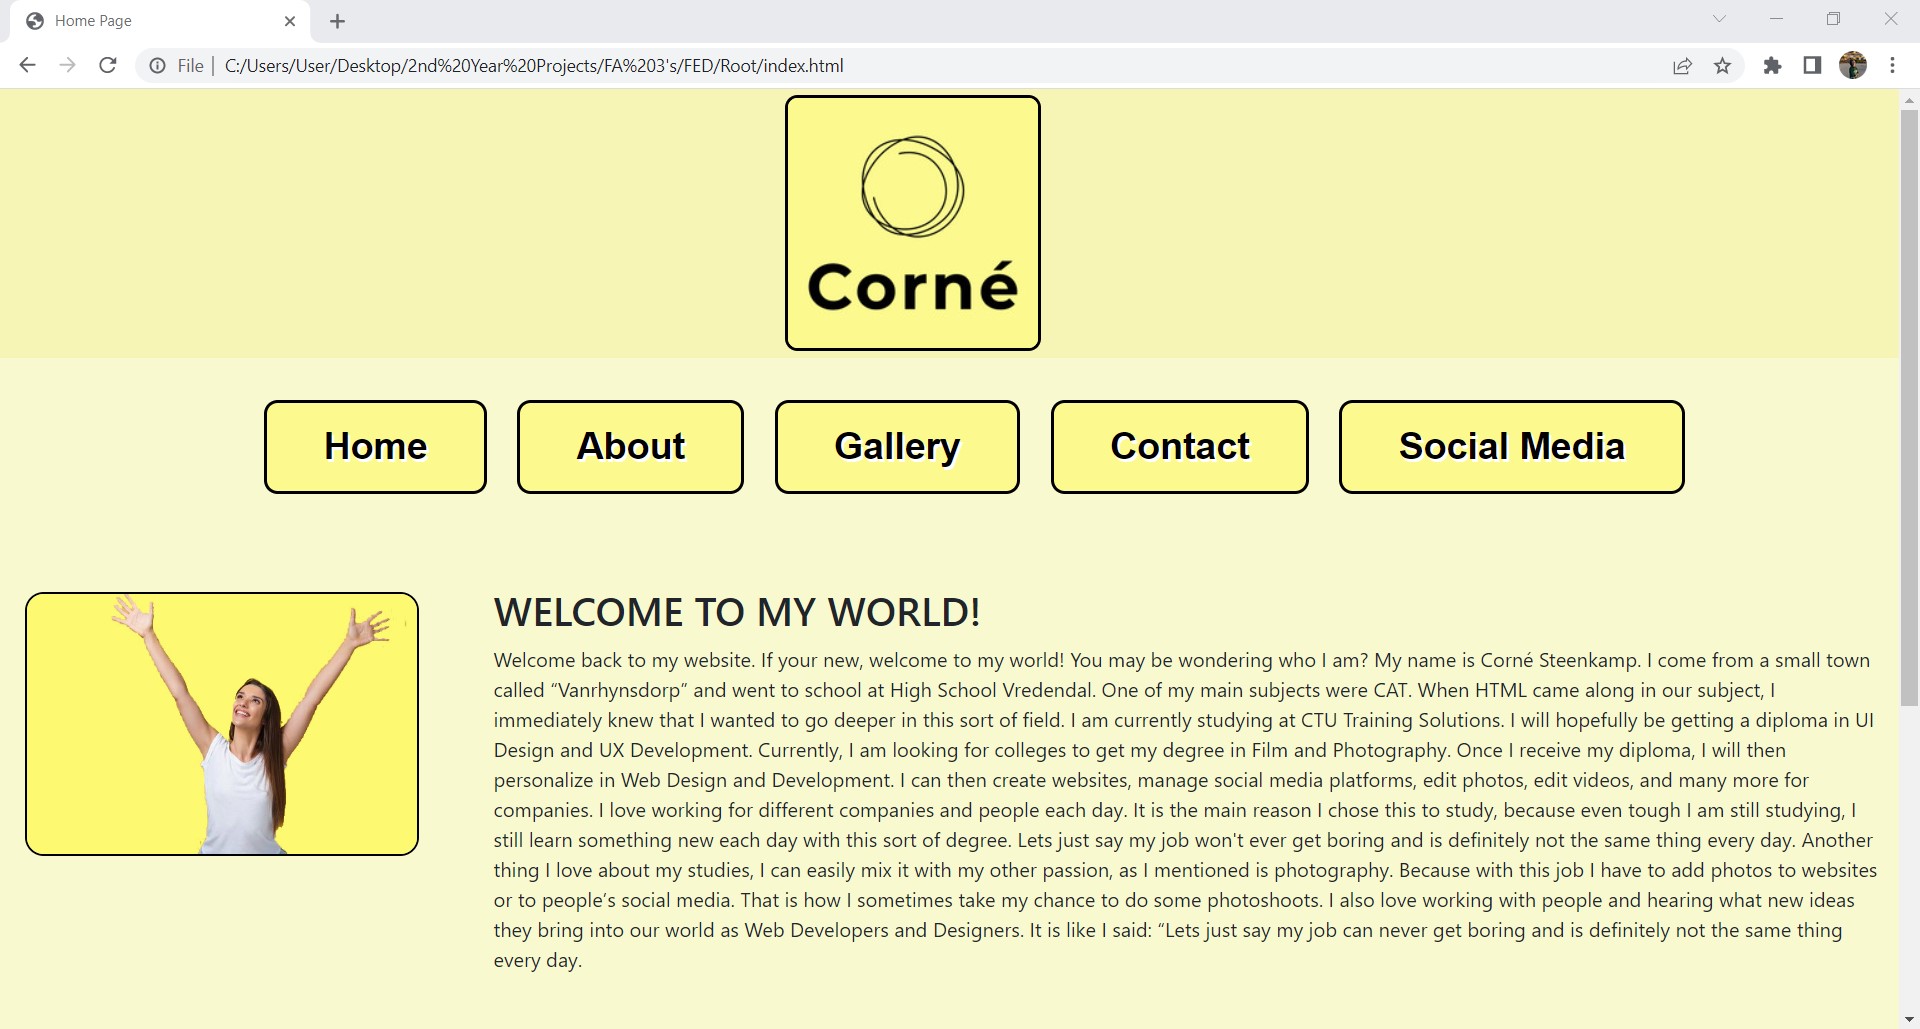 Home Page
File | C:/Users/User/Desktop/2nd%20Year%20Projects/FA%203's/FED/Root/index.html
Corné
Home About Gallery Contact Social Media
WELCOME TO MY WORLD!
Welcome back to my website. If your new, welcome to my world! You may be wondering who I am? My name is Corné Steenkamp. I come from a small town
called “Vanrhynsdorp” and went to school at High School Vredendal. One of my main subjects were CAT. When HTML came along in our subject, I
immediately knew that I wanted to go deeper in this sort of field. I am currently studying at CTU Training Solutions. I will hopefully be getting a diploma in UI
Design and UX Development. Currently, I am looking for colleges to get my degree in Film and Photography. Once I receive my diploma, I will then
personalize in Web Design and Development. I can then create websites, manage social media platforms, edit photos, edit videos, and many more for
companies. I love working for different companies and people each day. It is the main reason I chose this to study, because even tough I am still studying, I
still learn something new each day with this sort of degree. Lets just say my job won't ever get boring and is definitely not the same thing every day. Another
thing I love about my studies, I can easily mix it with my other passion, as I mentioned is photography. Because with this job I have to add photos to websites
or to people’s social media. That is how I sometimes take my chance to do some photoshoots. I also love working with people and hearing what new ideas
they bring into our world as Web Developers and Designers. It is like I said: “Lets just say my job can never get boring and is definitely not the same thing
every day.